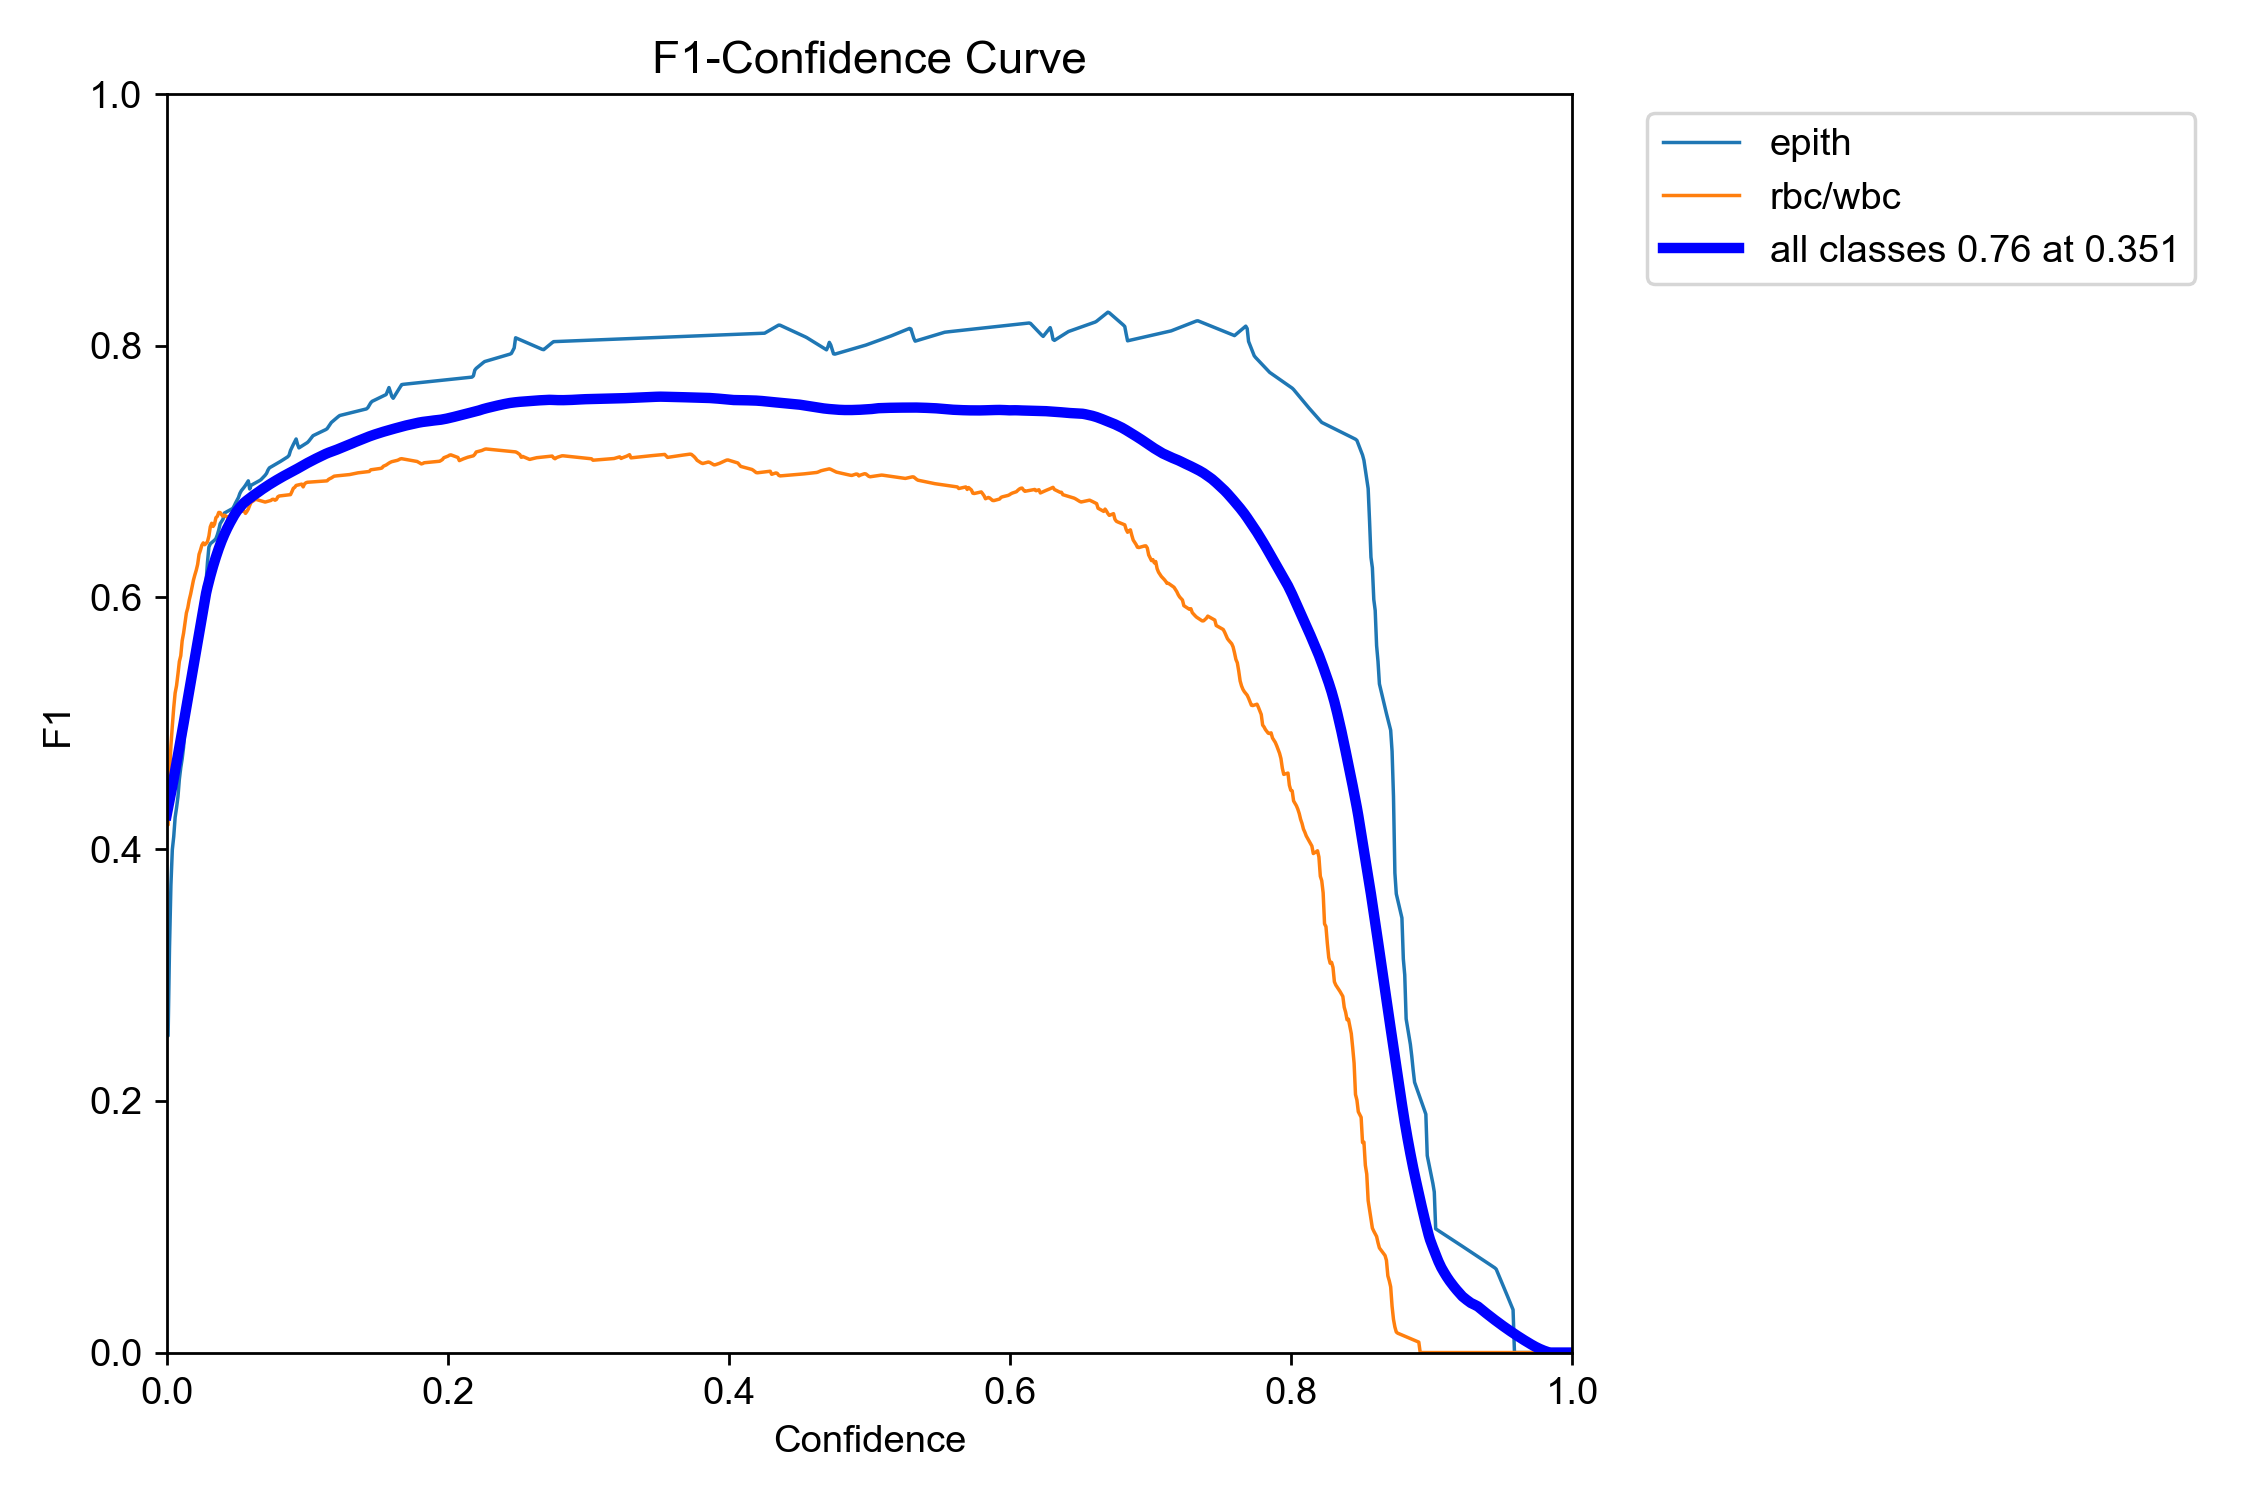 F1-Confidence Curve
1.0
0.8
0.6
0.4
0.2
0.0
F1
0.0 0.2 0.4 0.6 0.8 1.0
Confidence
epith
rbc/wbc
all classes 0.76 at 0.351